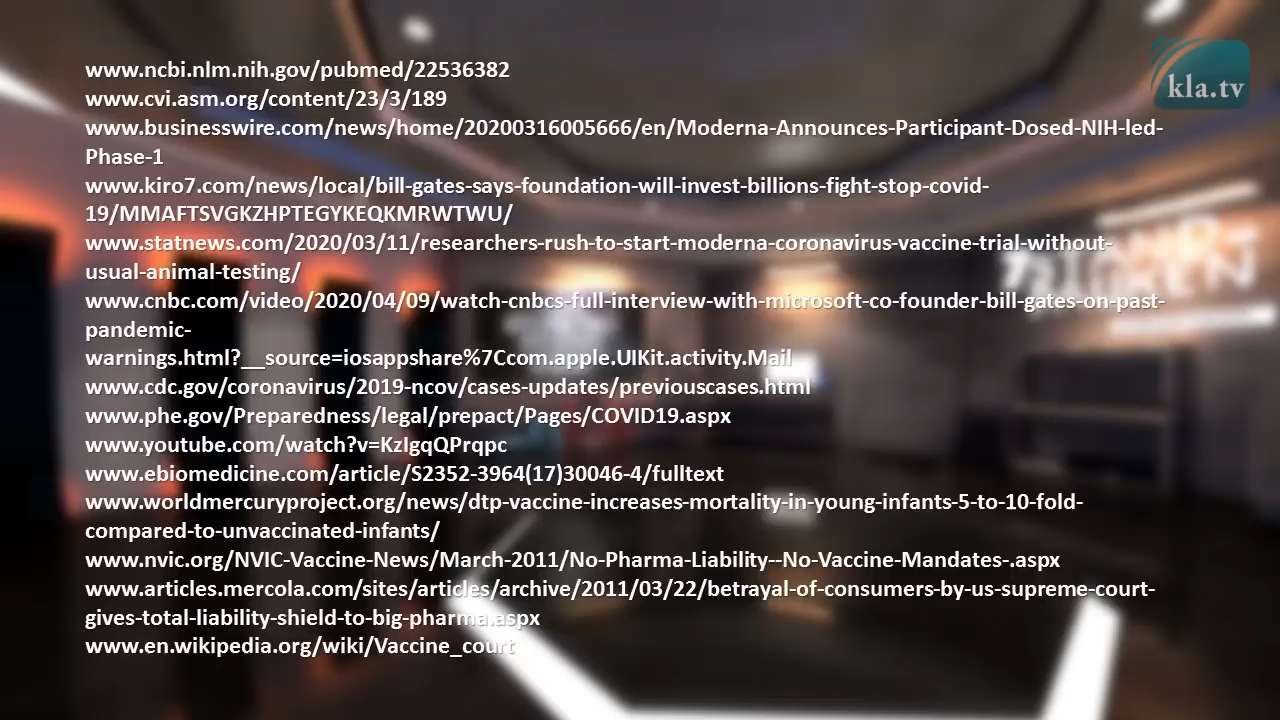 kla.tv
www.ncbi.nlm.nih.gov/pubmed/22536382
www.cvi.asm.org/content/23/3/189
www.businesswire.com/news/home/20200316005666/en/Moderna-Announces-Participant-Dosed-NIH-led-
Phase-1
www.kiro7.com/news/local/bill-gates-says-foundation-will-invest-billions-fight-stop-covid-
19/MMAFTSVGKZHPTEGYKEQKMRWTWU/
www.statnews.com/2020/03/11/researchers-rush-to-start-moderna-coronavirus-vaccine-trial-without-
usual-animal-testing/
www.cnbc.com/video/2020/04/09/watch-cnbcs-full-interview-with-microsoft-co-founder-bill-gates-on-past-
pandemic-
warnings.html?__source=iosappshare%7Ccom.apple.UIKit.activity.Mail
www.cdc.gov/coronavirus/2019-ncov/cases-updates/previouscases.html
www.phe.gov/Preparedness/legal/prepact/Pages/COVID19.aspx
www.youtube.com/watch?v=KzIgqQPrqpc
www.ebiomedicine.com/article/S2352-3964(17)30046-4/fulltext
www.worldmercuryproject.org/news/dtp-vaccine-increases-mortality-in-young-infants-5-to-10-fold-
compared-to-unvaccinated-infants/
www.nvic.org/NVIC-Vaccine-News/March-2011/No-Pharma-Liability--No-Vaccine-Mandates-.aspx
www.articles.mercola.com/sites/articles/archive/2011/03/22/betrayal-of-consumers-by-us-supreme-court-
gives-total-liability-shield-to-big-pharma.aspx
www.en.wikipedia.org/wiki/Vaccine_court